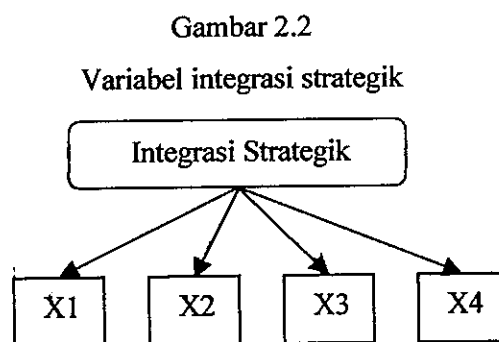 Gambar 2.2
Variabel integrasi strategik
Integrasi Strategik
X1 X2 X3 X4